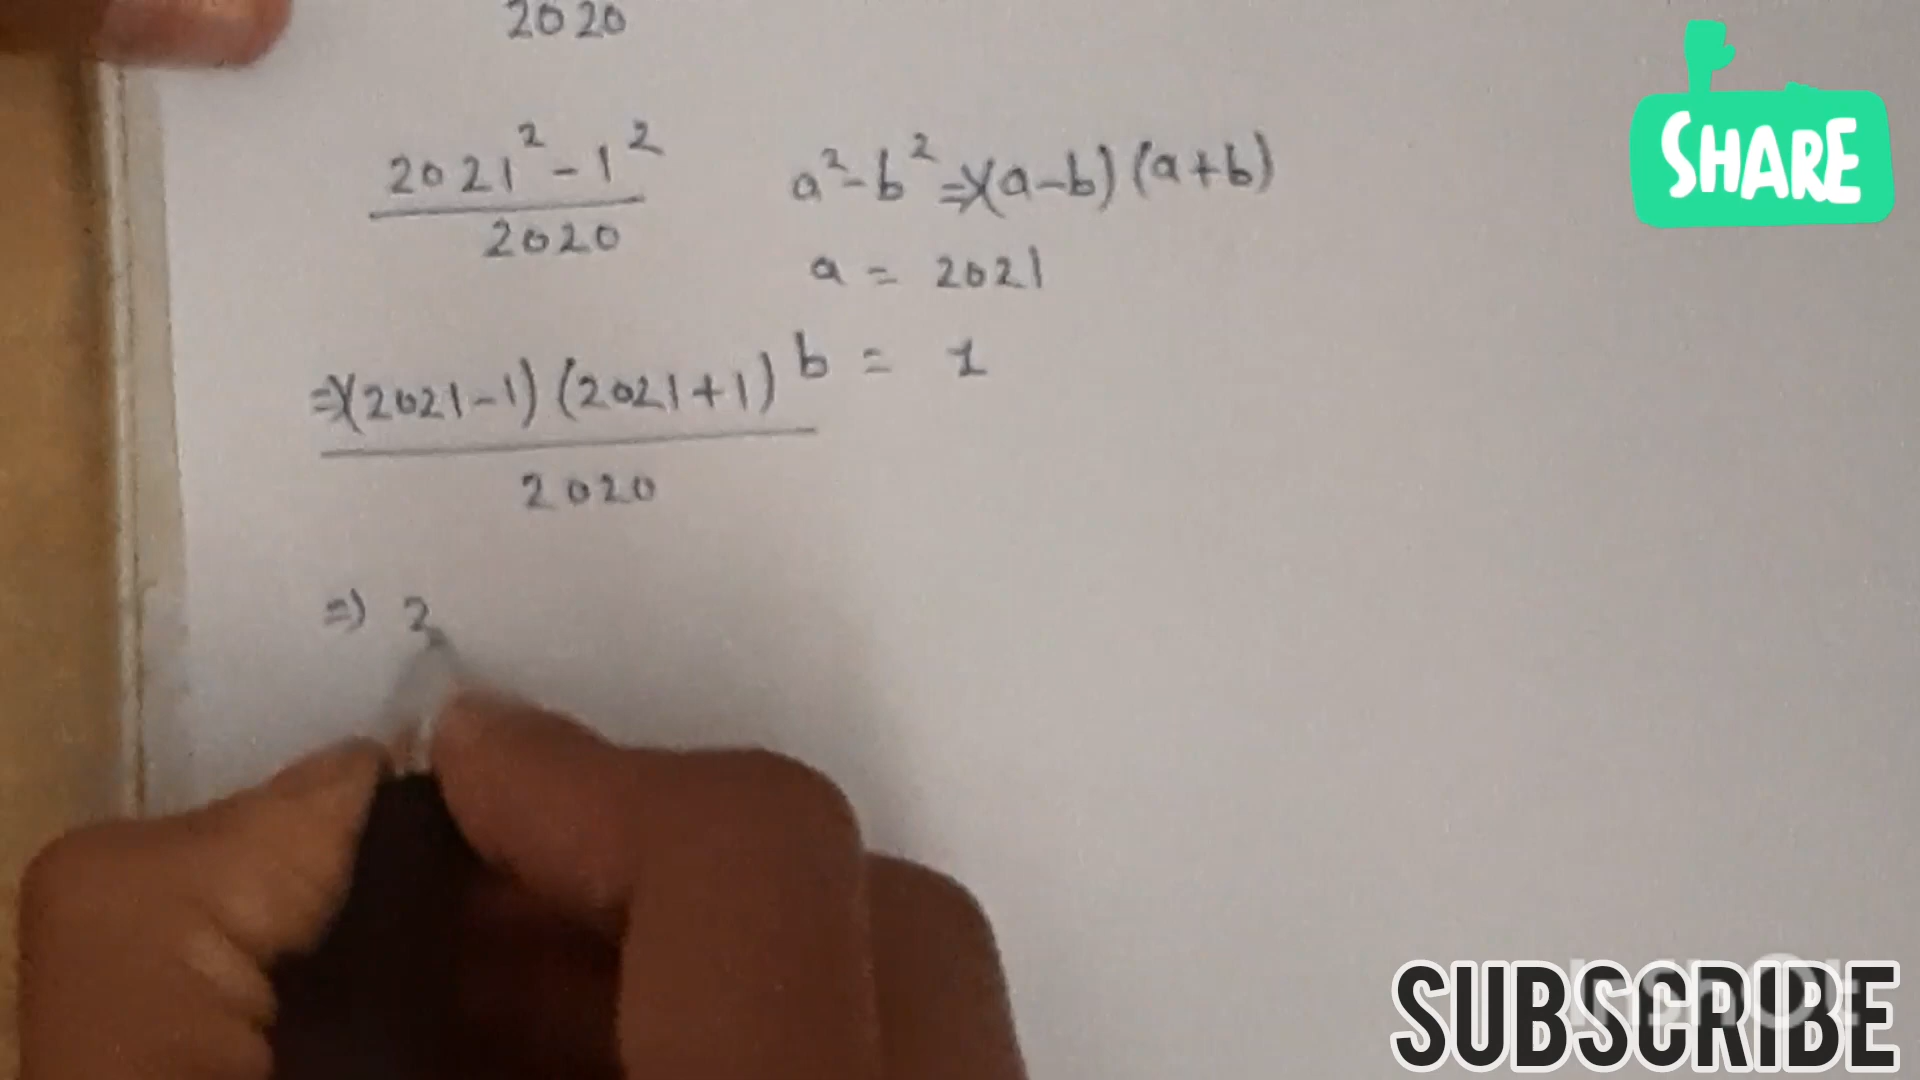 2020
2021² - 1²
2020
a² - b² ⇒ (a-b) (a+b)
a = 2021
b = 1
⇒ (2021-1) (2021+1)
2020
⇒ 2
SHARE
SUBSCRIBE